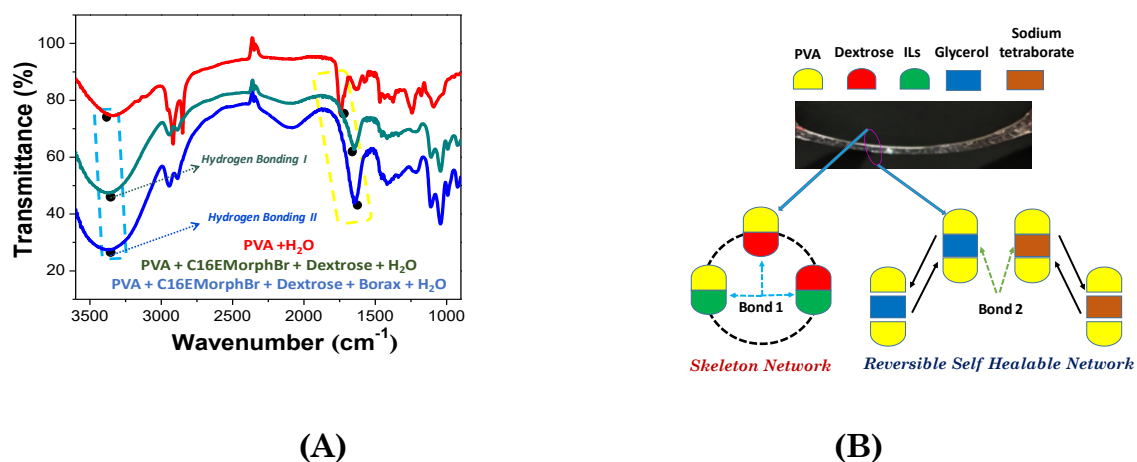 (A)
Transmittance (%)
100
80
60
40
20
Hydrogen Bonding I
Hydrogen Bonding II
PVA +H₂O
PVA + C16EMorphBr + Dextrose + H₂O
PVA + C16EMorphBr + Dextrose + Borax + H₂O
3600 3000 2500 2000 1500 1000
Wavenumber (cm⁻¹)
(A)
(B)
PVA Dextrose ILs Glycerol Sodium
tetraborate
Bond 1
Bond 2
Skeleton Network
Reversible Self Healable Network
(B)